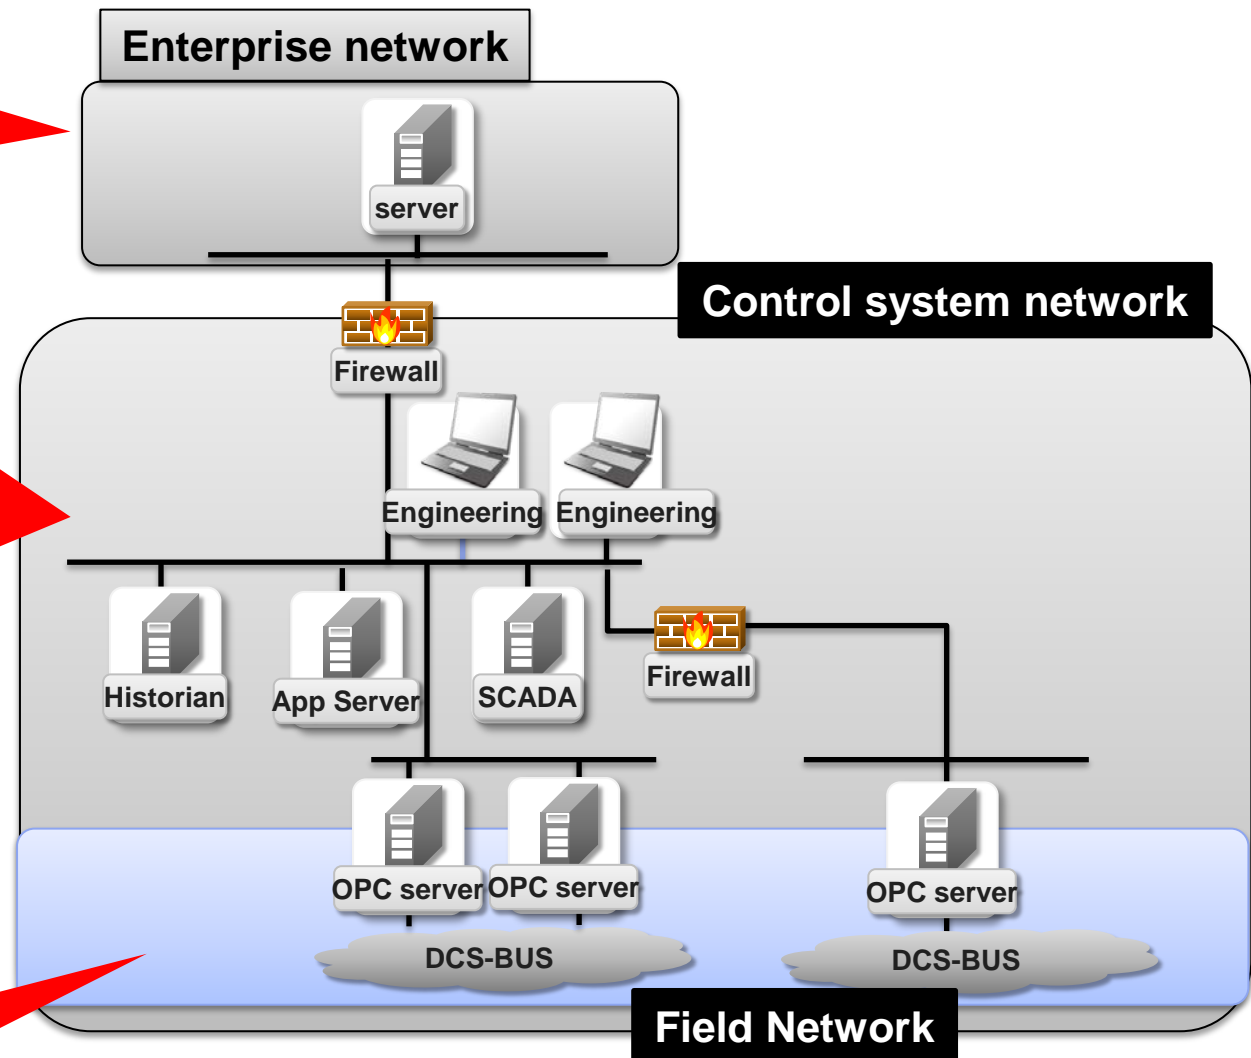 Enterprise network
server
Control system network
Firewall
Engineering
Engineering
Historian
App Server
SCADA
Firewall
OPC server
OPC server
OPC server
DCS-BUS
DCS-BUS
Field Network